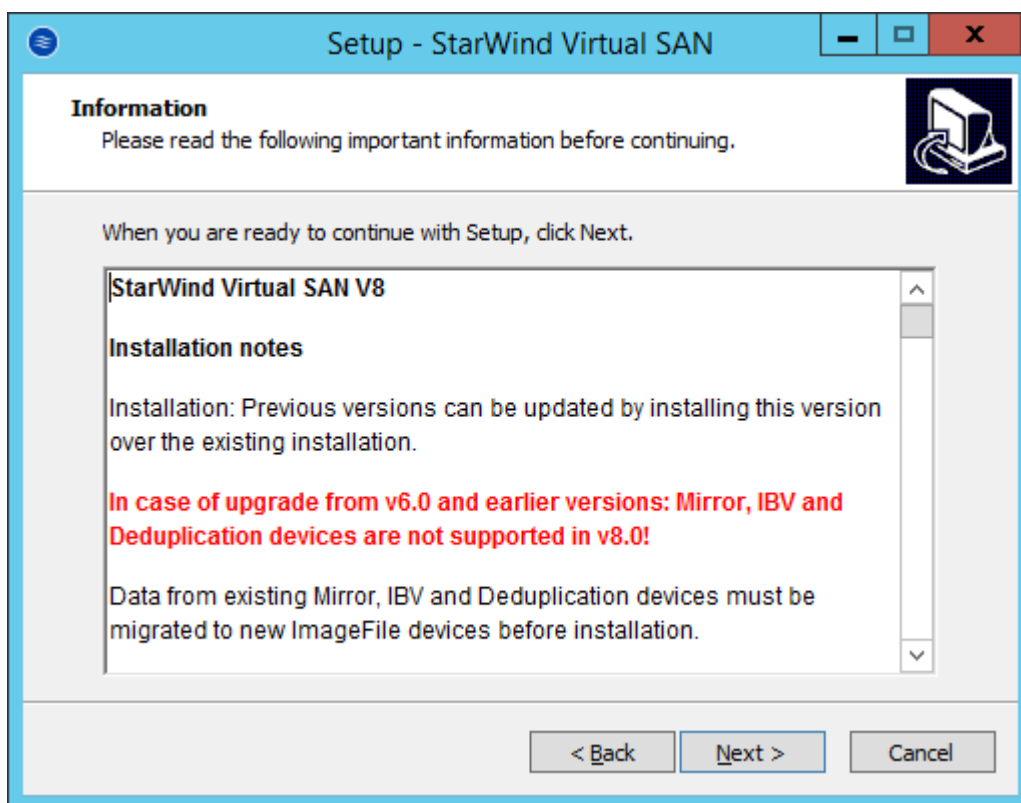 Setup - StarWind Virtual SAN
Information
Please read the following important information before continuing.
When you are ready to continue with Setup, click Next.
StarWind Virtual SAN V8
Installation notes
Installation: Previous versions can be updated by installing this version
over the existing installation.
In case of upgrade from v6.0 and earlier versions: Mirror, IBV and
Deduplication devices are not supported in v8.0!
Data from existing Mirror, IBV and Deduplication devices must be
migrated to new ImageFile devices before installation.
< Back Next > Cancel